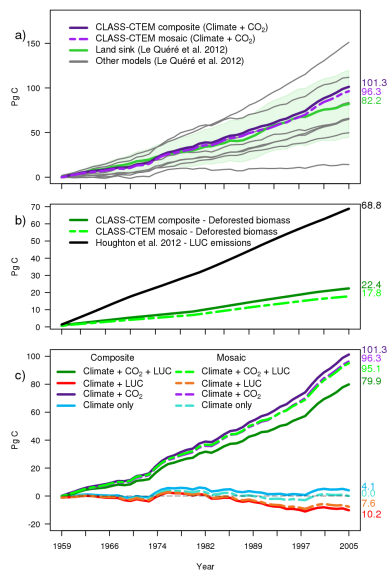 a)
CLASS-CTEM composite (Climate + CO₂)
CLASS-CTEM mosaic (Climate + CO₂)
Land sink (Le Quéré et al. 2012)
Other models (Le Quéré et al. 2012)
150
100
50
0
Pg C
101.3
96.3
82.2
b)
CLASS-CTEM composite - Deforested biomass
CLASS-CTEM mosaic - Deforested biomass
Houghton et al. 2012 - LUC emissions
70
60
50
40
30
20
10
0
Pg C
68.8
22.4
17.8
c)
Composite Mosaic
Climate + CO₂ + LUC Climate + CO₂ + LUC
Climate + LUC Climate + LUC
Climate + CO₂ Climate + CO₂
Climate only Climate only
100
80
60
40
20
0
-20
Pg C
101.3
96.3
95.1
79.9
4.1
0.0
7.6
10.2
1959 1966 1974 1982 1989 1997 2005
Year